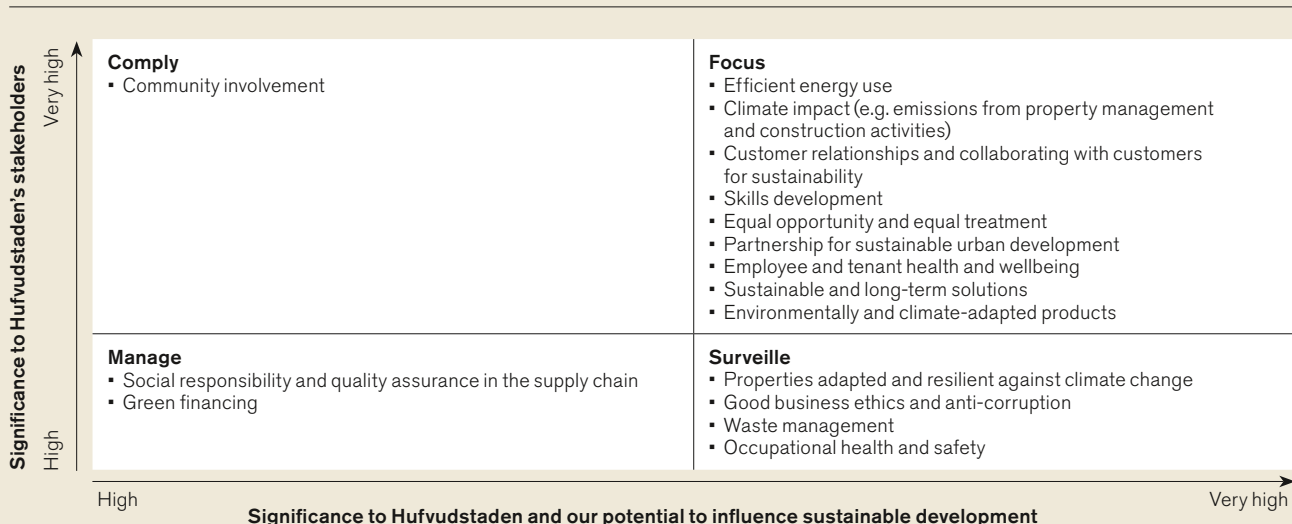 Significance to Hufvudstaden's stakeholders
Very high
High
Comply
▪ Community involvement
Focus
▪ Efficient energy use
▪ Climate impact (e.g. emissions from property management
and construction activities)
▪ Customer relationships and collaborating with customers
for sustainability
▪ Skills development
▪ Equal opportunity and equal treatment
▪ Partnership for sustainable urban development
▪ Employee and tenant health and wellbeing
▪ Sustainable and long-term solutions
▪ Environmentally and climate-adapted products
Manage
▪ Social responsibility and quality assurance in the supply chain
▪ Green financing
Surveille
▪ Properties adapted and resilient against climate change
▪ Good business ethics and anti-corruption
▪ Waste management
▪ Occupational health and safety
High
Very high
Significance to Hufvudstaden and our potential to influence sustainable development